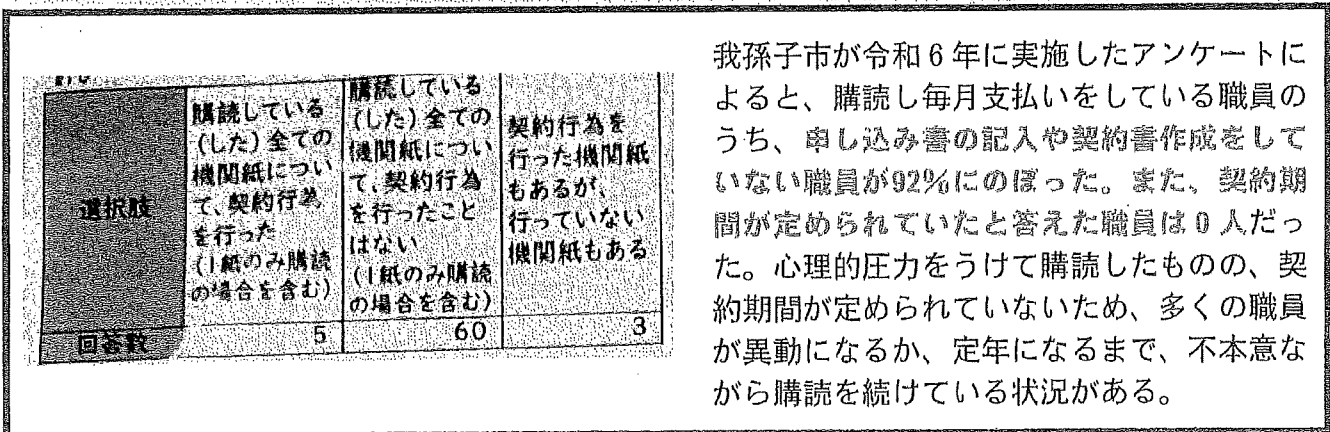 選択肢
購読している
(した)全ての
機関紙につい
て、契約行為
を行った
(1紙のみ購読
の場合を含む)
購読している
(した)全ての
機関紙につい
て、契約行為
を行ったこと
はない
(1紙のみ購読
の場合を含む)
契約行為を
行った機関紙
もあるが、
行っていない
機関紙もある
回答数
5
60
3
我孫子市が令和6年に実施したアンケートに
よると、購読し毎月支払いをしている職員の
うち、申し込み書の記入や契約書作成をして
いない職員が92%にのぼった。また、契約期
間が定められていたと答えた職員は0人だっ
た。心理的圧力をうけて購読したものの、契
約期間が定められていないため、多くの職員
が異動になるか、定年になるまで、不本意な
がら購読を続けている状況がある。